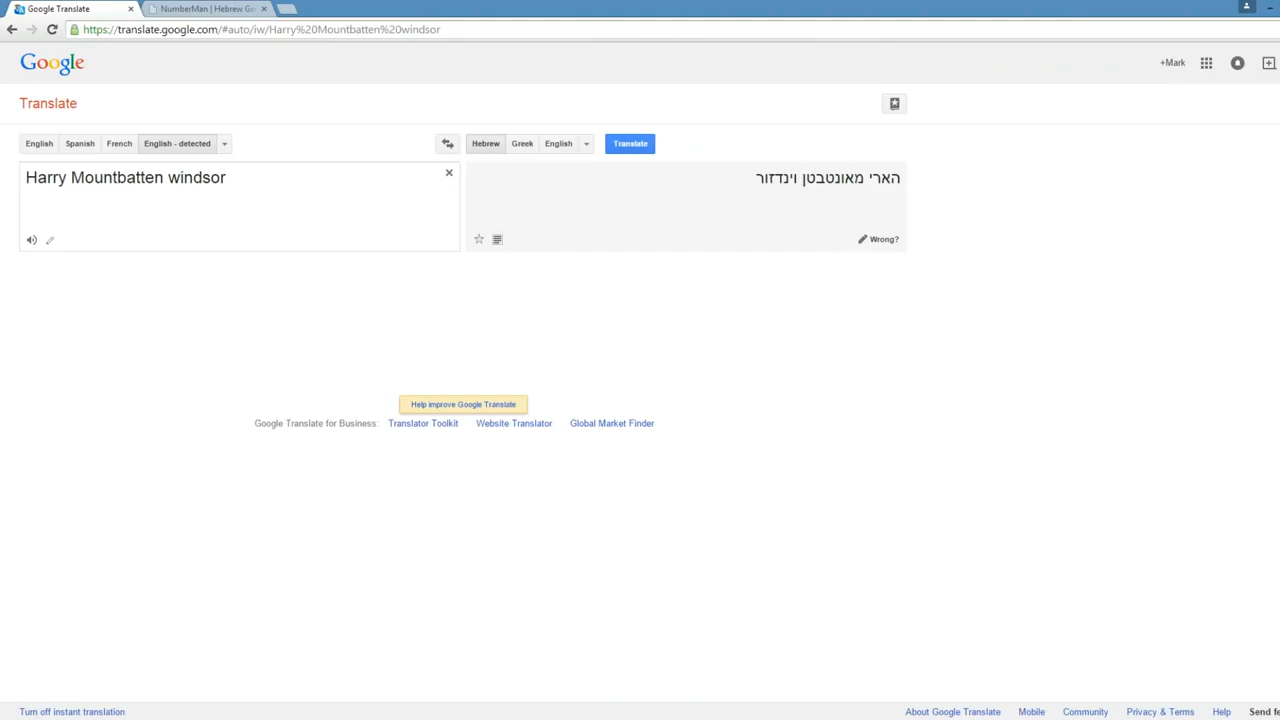 Google Translate
NumberMan | Hebrew Ge
https://translate.google.com/#auto/iw/Harry%20Mountbatten%20windsor
Google
+Mark
Translate
English Spanish French English - detected
Hebrew Greek English Translate
Harry Mountbatten windsor
הארי מאונטבטן וינדזור
Wrong?
Help improve Google Translate
Google Translate for Business: Translator Toolkit Website Translator Global Market Finder
Turn off instant translation
About Google Translate Mobile Community Privacy & Terms Help Send fe